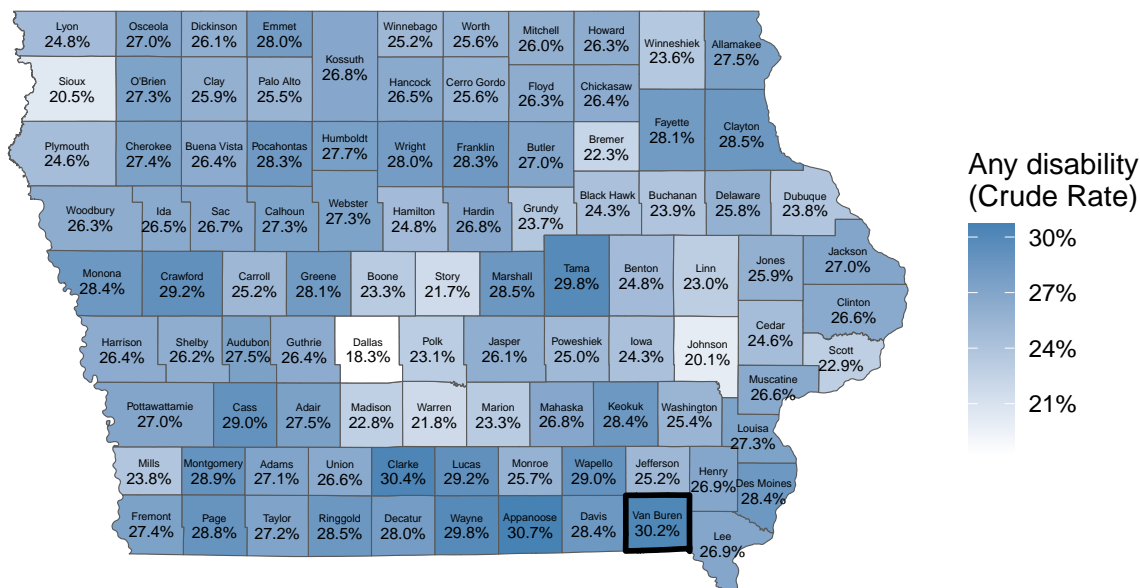 Lyon
24.8%
Osceola
27.0%
Dickinson
26.1%
Emmet
28.0%
Kossuth
26.8%
Winnebago
25.2%
Worth
25.6%
Mitchell
26.0%
Howard
26.3%
Winneshiek
23.6%
Allamakee
27.5%
Sioux
20.5%
O'Brien
27.3%
Clay
25.9%
Palo Alto
25.5%
Hancock
26.5%
Cerro Gordo
25.6%
Floyd
26.3%
Chickasaw
26.4%
Plymouth
24.6%
Cherokee
27.4%
Buena Vista
26.4%
Pocahontas
28.3%
Humboldt
27.7%
Wright
28.0%
Franklin
28.3%
Butler
27.0%
Bremer
22.3%
Fayette
28.1%
Clayton
28.5%
Woodbury
26.3%
Ida
26.5%
Sac
26.7%
Calhoun
27.3%
Webster
27.3%
Hamilton
24.8%
Hardin
26.8%
Grundy
23.7%
Black Hawk
24.3%
Buchanan
23.9%
Delaware
25.8%
Dubuque
23.8%
Monona
28.4%
Crawford
29.2%
Carroll
25.2%
Greene
28.1%
Boone
23.3%
Story
21.7%
Marshall
28.5%
Tama
29.8%
Benton
24.8%
Linn
23.0%
Jones
25.9%
Jackson
27.0%
Clinton
26.6%
Harrison
26.4%
Shelby
26.2%
Audubon
27.5%
Guthrie
26.4%
Dallas
18.3%
Polk
23.1%
Jasper
26.1%
Poweshiek
25.0%
Iowa
24.3%
Johnson
20.1%
Cedar
24.6%
Scott
22.9%
Muscatine
26.6%
Pottawattamie
27.0%
Cass
29.0%
Adair
27.5%
Madison
22.8%
Warren
21.8%
Marion
23.3%
Mahaska
26.8%
Keokuk
28.4%
Washington
25.4%
Louisa
27.3%
Mills
23.8%
Montgomery
28.9%
Adams
27.1%
Union
26.6%
Clarke
30.4%
Lucas
29.2%
Monroe
25.7%
Wapello
29.0%
Jefferson
25.2%
Henry
26.9%
Des Moines
28.4%
Fremont
27.4%
Page
28.8%
Taylor
27.2%
Ringgold
28.5%
Decatur
28.0%
Wayne
29.8%
Appanoose
30.7%
Davis
28.4%
Van Buren
30.2%
Lee
26.9%
Any disability
(Crude Rate)
30%
27%
24%
21%